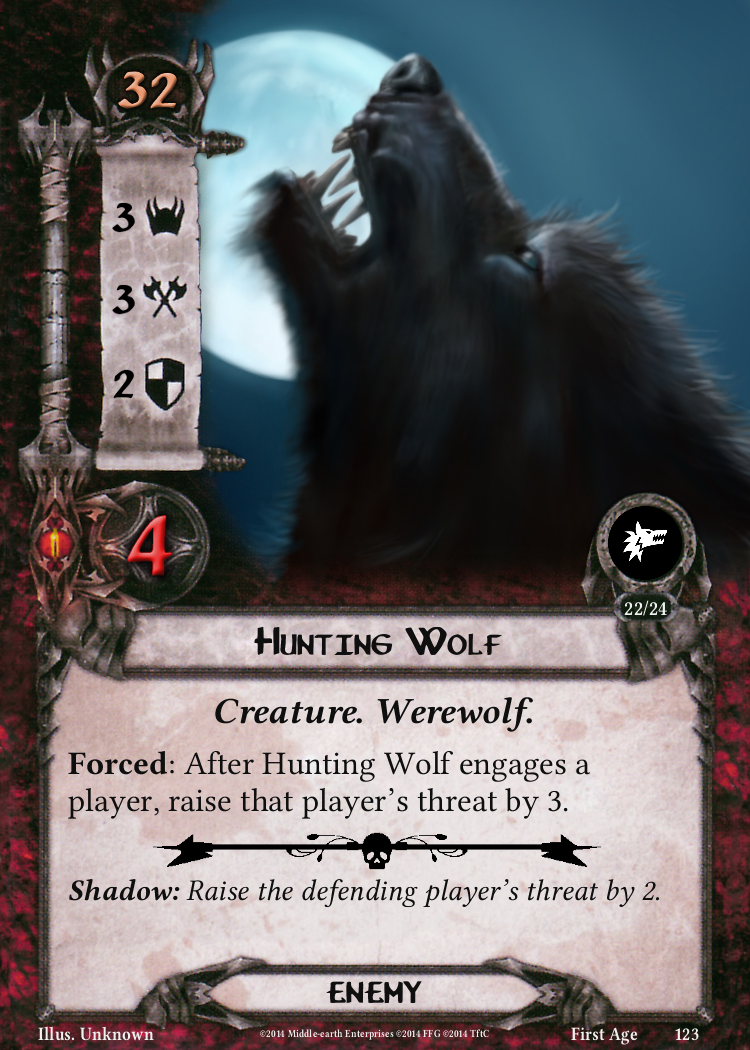 32
3
3
2
4
22/24
Hunting Wolf
Creature. Werewolf.
Forced: After Hunting Wolf engages a
player, raise that player's threat by 3.
Shadow: Raise the defending player's threat by 2.
ENEMY
Illus. Unknown
©2014 Middle-earth Enterprises ©2014 FFG ©2014 TftC
First Age 123